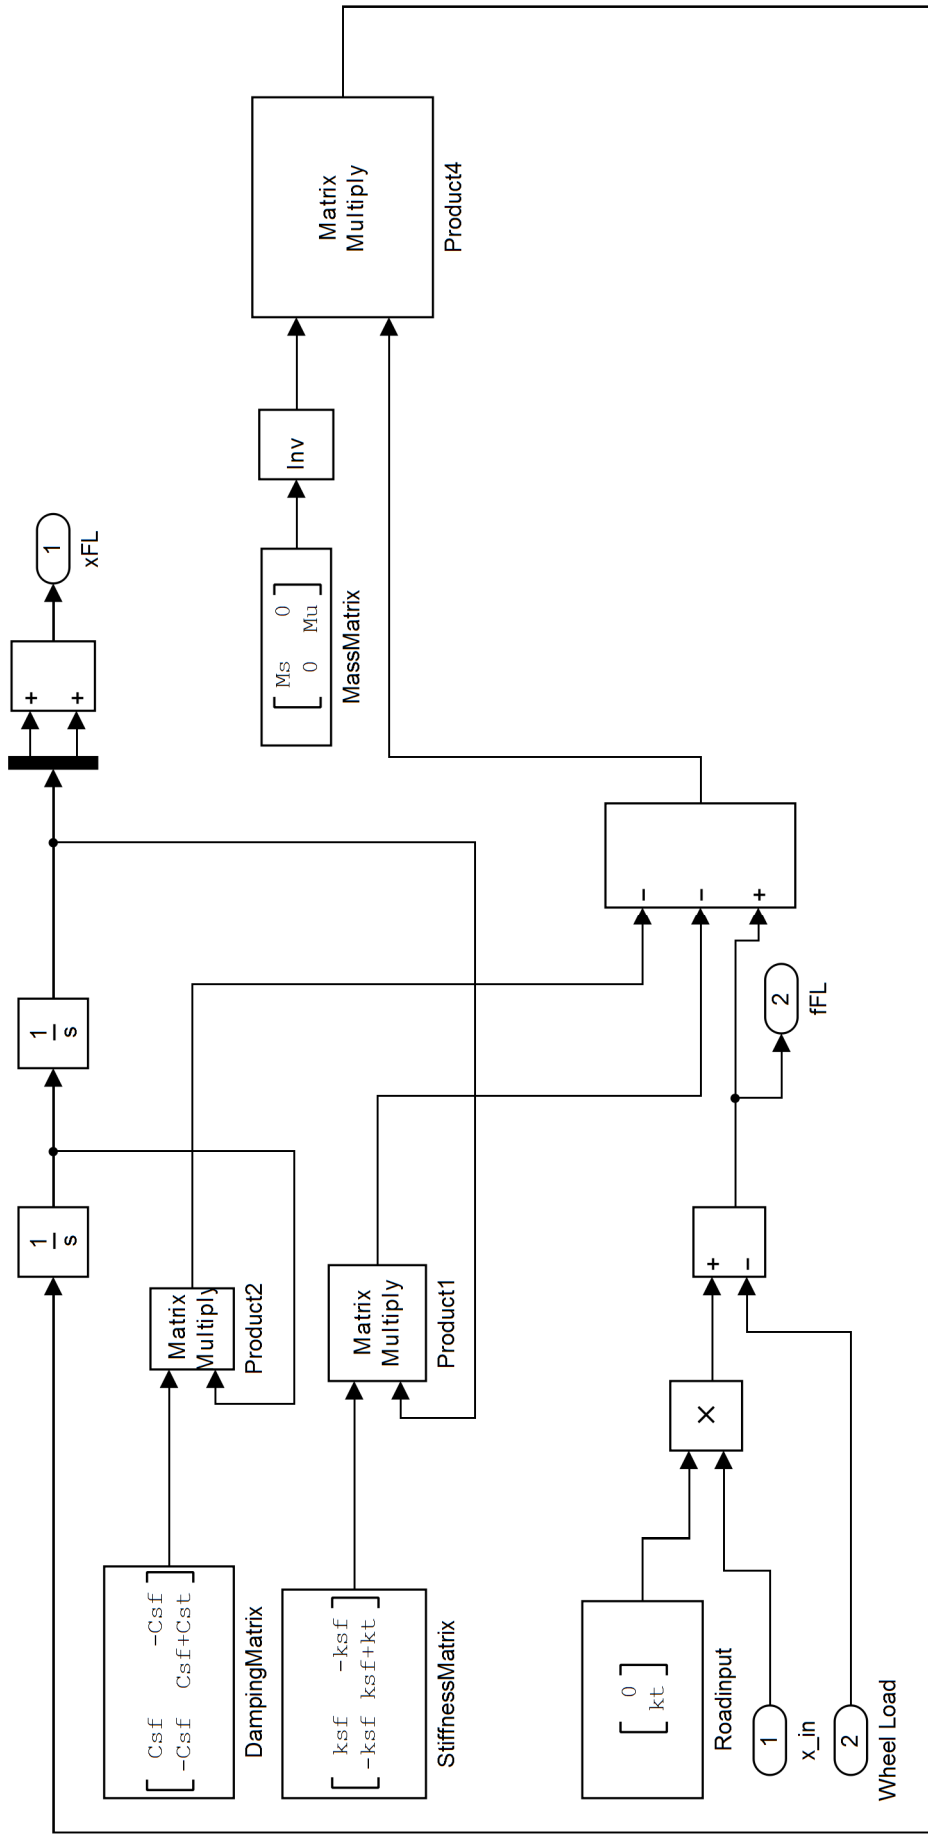 1
s
1
s
+
+
1
xFL
Csf -Csf
-Csf Csf+Cst
DampingMatrix
Matrix
Multiply
Product2
ksf -ksf
-ksf ksf+kt
StiffnessMatrix
Matrix
Multiply
Product1
Ms 0
0 Mu
MassMatrix
Inv
Matrix
Multiply
Product4
0
kt
Roadinput
1
x_in
2
Wheel Load
×
+
−
2
fFL
−
−
+